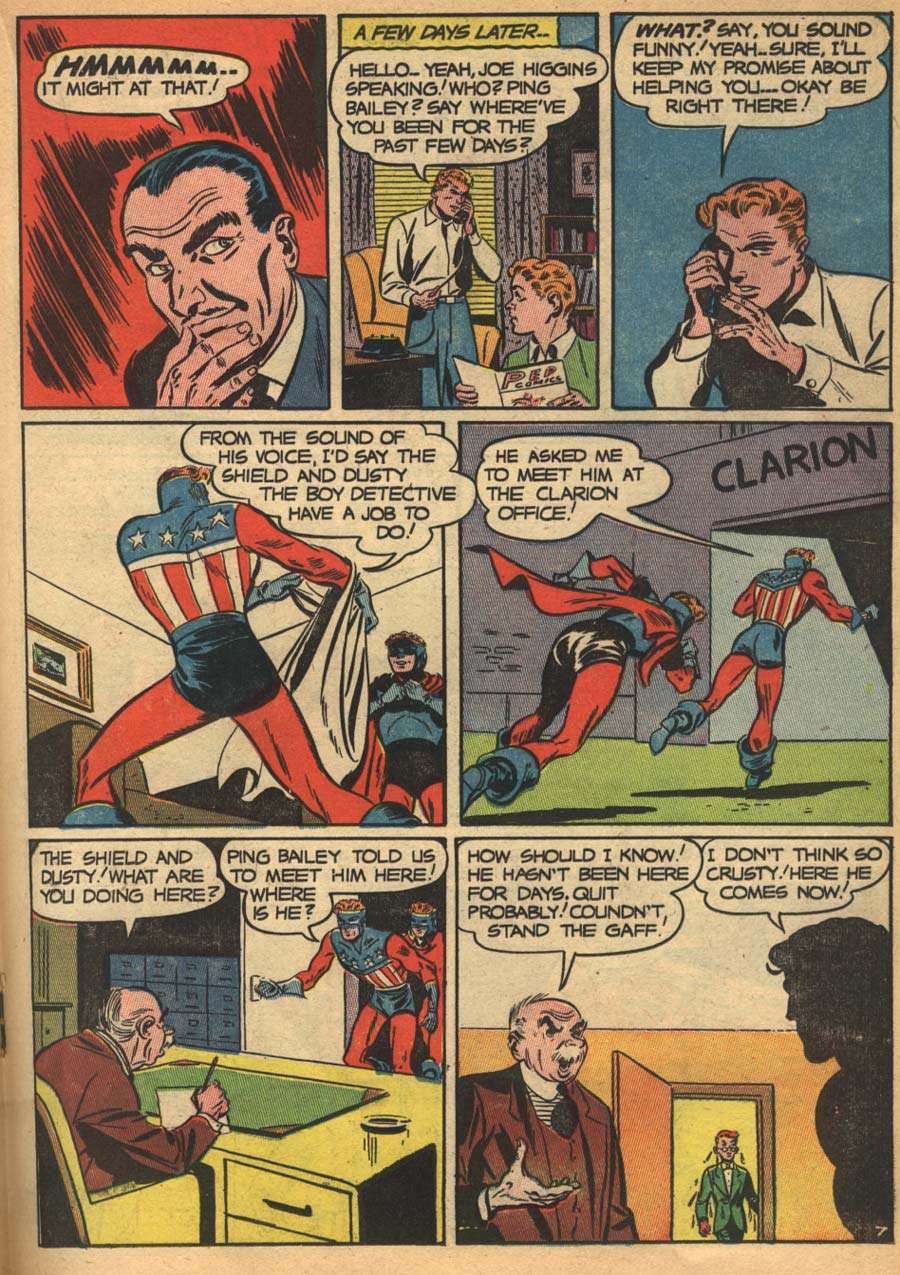 HMMMMMM..
IT MIGHT AT THAT!
A FEW DAYS LATER..
HELLO-- YEAH, JOE HIGGINS
SPEAKING! WHO? PING
BAILEY? SAY WHERE'VE
YOU BEEN FOR THE
PAST FEW DAYS?
PEP
COMICS
WHAT? SAY, YOU SOUND
FUNNY! YEAH-- SURE, I'LL
KEEP MY PROMISE ABOUT
HELPING YOU--- OKAY BE
RIGHT THERE!
FROM THE SOUND OF
HIS VOICE, I'D SAY THE
SHIELD AND DUSTY
THE BOY DETECTIVE
HAVE A JOB TO
DO!
HE ASKED ME
TO MEET HIM AT
THE CLARION
OFFICE!
CLARION
THE SHIELD AND
DUSTY! WHAT ARE
YOU DOING HERE?
PING BAILEY TOLD US
TO MEET HIM HERE!
WHERE
IS HE?
HOW SHOULD I KNOW!
HE HASN'T BEEN HERE
FOR DAYS. QUIT
PROBABLY! COUNDN'T,
STAND THE GAFF!
I DON'T THINK SO
CRUSTY! HERE HE
COMES NOW!
7